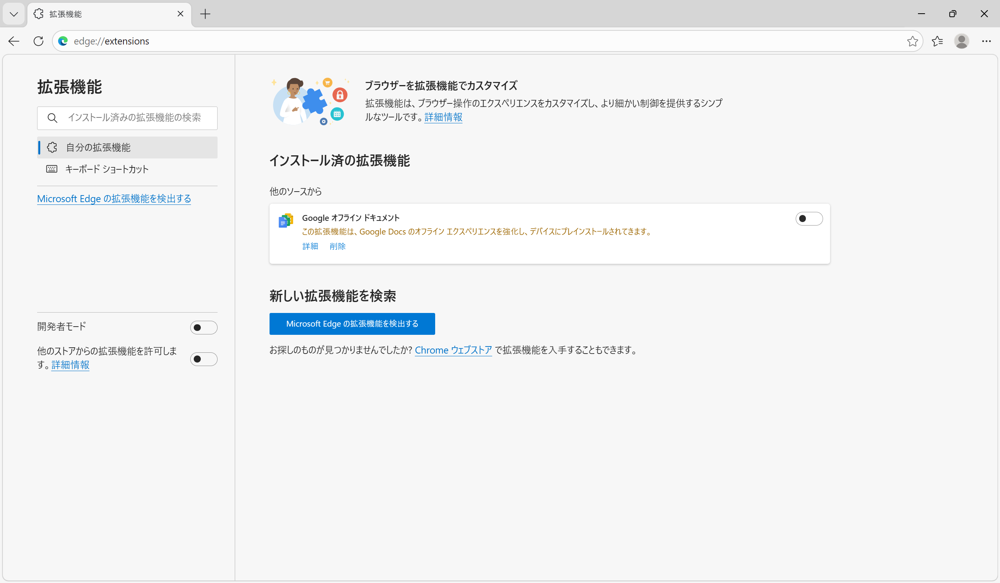 拡張機能
edge://extensions
拡張機能
インストール済みの拡張機能の検索
自分の拡張機能
キーボード ショートカット
Microsoft Edge の拡張機能を検出する
開発者モード
他のストアからの拡張機能を許可しま
す。詳細情報
ブラウザーを拡張機能でカスタマイズ
拡張機能は、ブラウザー操作のエクスペリエンスをカスタマイズし、より細かい制御を提供するシンプ
ルなツールです。詳細情報
インストール済の拡張機能
他のソースから
Google オフライン ドキュメント
この拡張機能は、Google Docs のオフライン エクスペリエンスを強化し、デバイスにプレインストールされてきます。
詳細 削除
新しい拡張機能を検索
Microsoft Edge の拡張機能を検出する
お探しのものが見つかりませんでしたか? Chrome ウェブストア で拡張機能を入手することもできます。